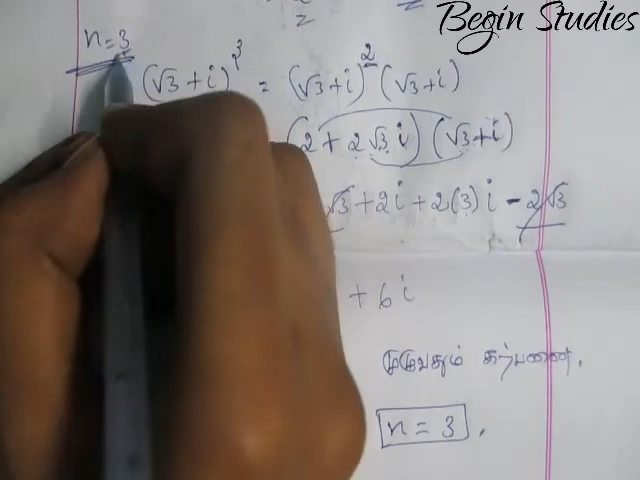 Begin Studies
n=3
(√3 + i)³ = (√3+i)² (√3+i)
(2 + 2√3 i) (√3+i)
√3 + 2i + 2(3) i - 2√3
+ 6i
முழுவதும் கற்பனை.
n = 3 .